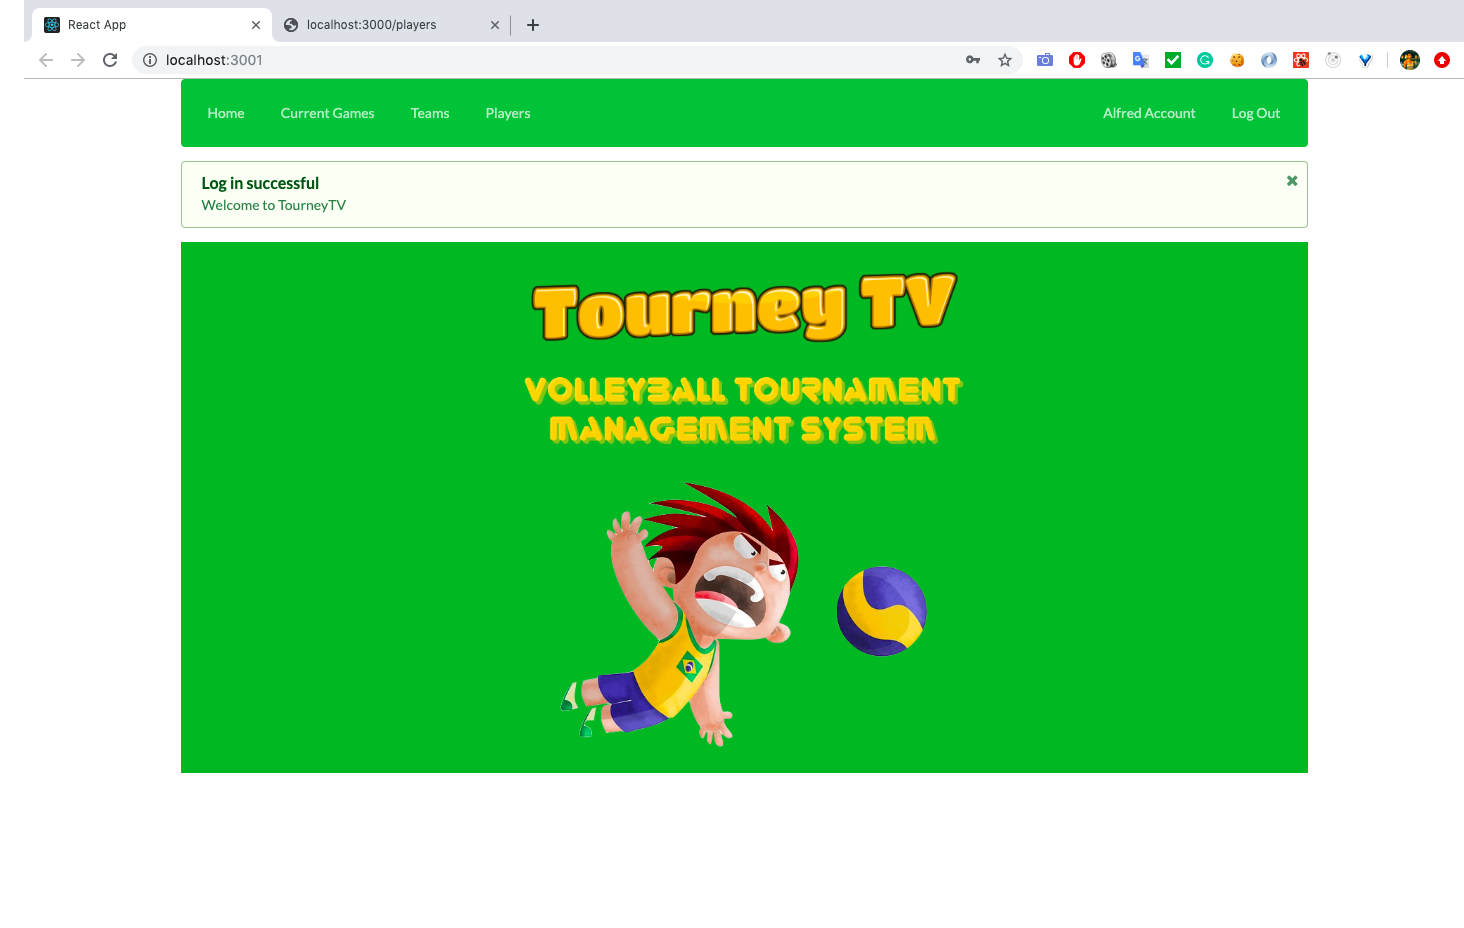 React App
localhost:3000/players
localhost:3001
Home Current Games Teams Players Alfred Account Log Out
Log in successful
Welcome to TourneyTV
Tourney TV
VOLLEYBALL TOURNAMENT
MANAGEMENT SYSTEM